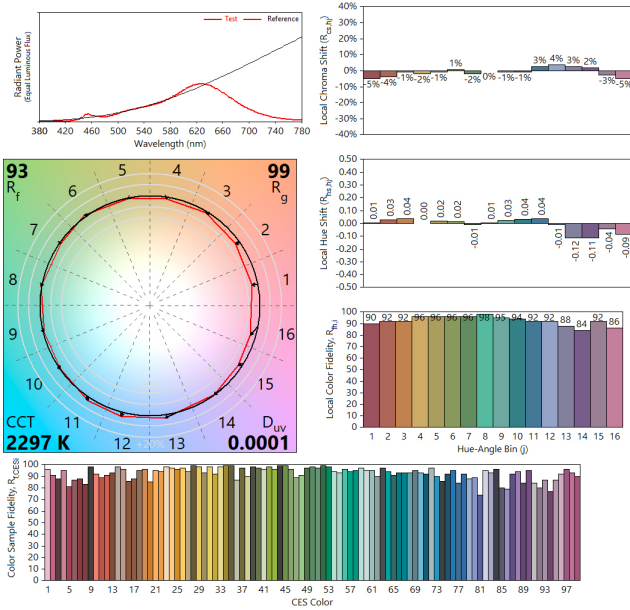 Test
Reference
Radiant Power
(Equal Luminous Flux)
380 420 460 500 540 580 620 660 700 740 780
Wavelength (nm)
40%
30%
20%
10%
0%
-10%
-20%
-30%
-40%
Local Chroma Shift (Rcs,hj)
-5% -4% -1% -2% -1% 1% -2% 0% -1% -1% 3% 4% 3% 2% -3% -5%
93
Rf
99
Rg
1
2
3
4
5
6
7
8
9
10
11
12
13
14
15
16
+20%
CCT
2297 K
Duv
0.0001
0.50
0.40
0.30
0.20
0.10
0.00
-0.10
-0.20
-0.30
-0.40
-0.50
Local Hue Shift (Rhs,hj)
0.01 0.03 0.04 0.00 0.02 0.02 -0.01 0.01 0.03 0.04 0.04 -0.01 -0.12 -0.11 -0.04 -0.09
100
90
80
70
60
50
40
30
20
10
0
Local Color Fidelity, Rfh,i
90 92 92 96 96 96 96 98 95 94 92 92 88 84 92 86
1 2 3 4 5 6 7 8 9 10 11 12 13 14 15 16
Hue-Angle Bin (j)
100
90
80
70
60
50
40
30
20
10
0
Color Sample Fidelity, Rf,CESi
1 5 9 13 17 21 25 29 33 37 41 45 49 53 57 61 65 69 73 77 81 85 89 93 97
CES Color